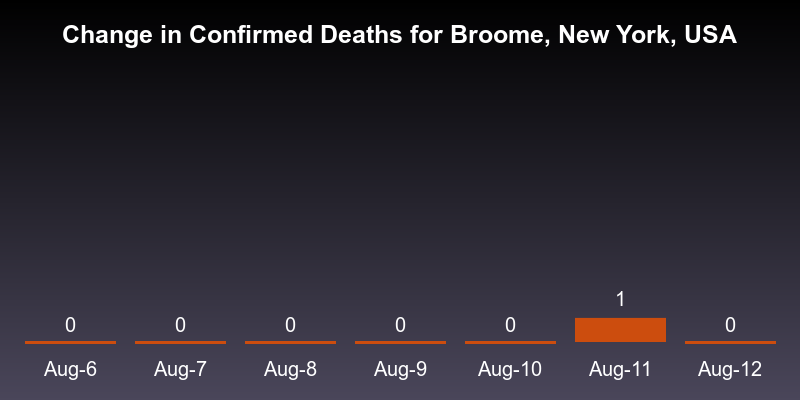 Change in Confirmed Deaths for Broome, New York, USA
0 0 0 0 0 1 0
Aug-6 Aug-7 Aug-8 Aug-9 Aug-10 Aug-11 Aug-12